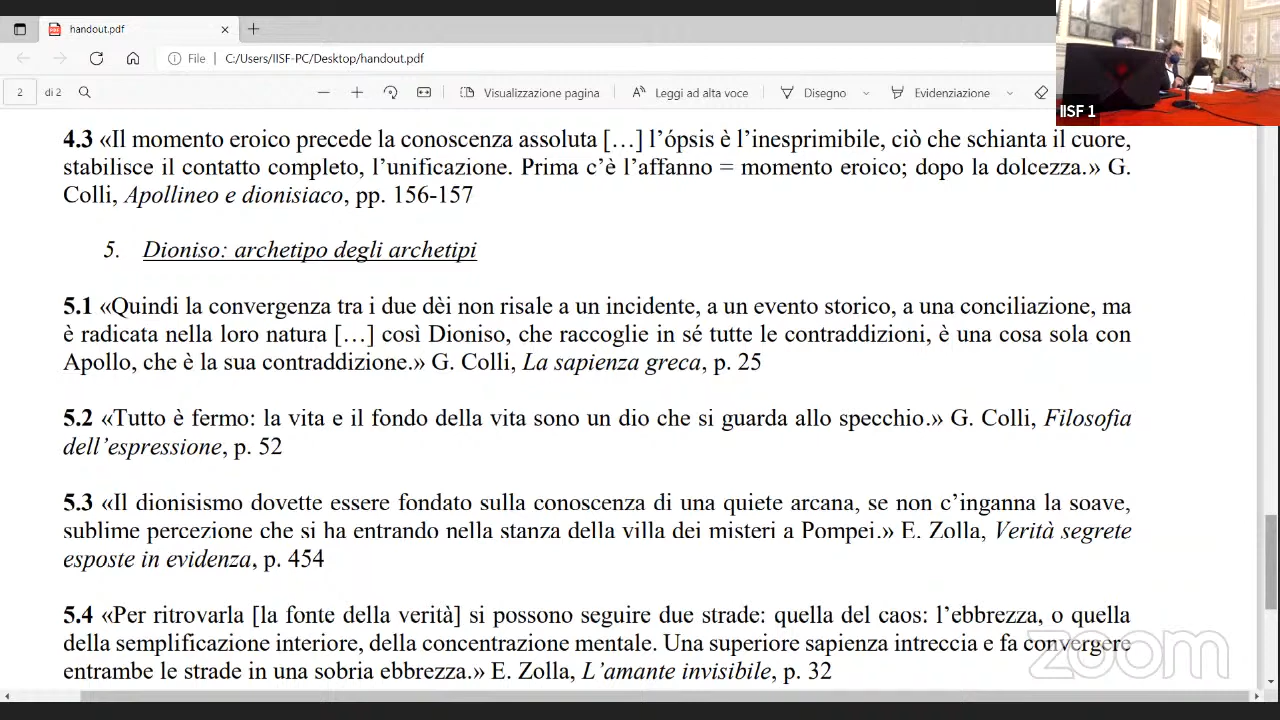 handout.pdf
File
C:/Users/IISF-PC/Desktop/handout.pdf
2
di 2
Visualizzazione pagina
Leggi ad alta voce
Disegno
Evidenziazione
IISF 1
4.3 «Il momento eroico precede la conoscenza assoluta […] l’ópsis è l’inesprimibile, ciò che schianta il cuore,
stabilisce il contatto completo, l’unificazione. Prima c’è l’affanno = momento eroico; dopo la dolcezza.» G.
Colli, Apollineo e dionisiaco, pp. 156-157
5. Dioniso: archetipo degli archetipi
5.1 «Quindi la convergenza tra i due dèi non risale a un incidente, a un evento storico, a una conciliazione, ma
è radicata nella loro natura […] così Dioniso, che raccoglie in sé tutte le contraddizioni, è una cosa sola con
Apollo, che è la sua contraddizione.» G. Colli, La sapienza greca, p. 25
5.2 «Tutto è fermo: la vita e il fondo della vita sono un dio che si guarda allo specchio.» G. Colli, Filosofia
dell’espressione, p. 52
5.3 «Il dionisismo dovette essere fondato sulla conoscenza di una quiete arcana, se non c’inganna la soave,
sublime percezione che si ha entrando nella stanza della villa dei misteri a Pompei.» E. Zolla, Verità segrete
esposte in evidenza, p. 454
5.4 «Per ritrovarla [la fonte della verità] si possono seguire due strade: quella del caos: l’ebbrezza, o quella
della semplificazione interiore, della concentrazione mentale. Una superiore sapienza intreccia e fa convergere
entrambe le strade in una sobria ebbrezza.» E. Zolla, L’amante invisibile, p. 32
zoom